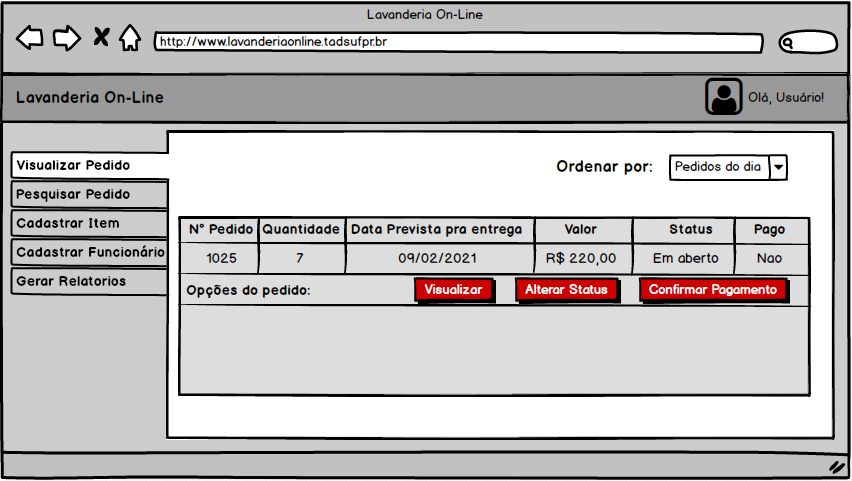 Lavanderia On-Line
http://www.lavanderiaonline.tadsufpr.br
Lavanderia On-Line
Olá, Usuário!
Visualizar Pedido
Pesquisar Pedido
Cadastrar Item
Cadastrar Funcionário
Gerar Relatorios
Ordenar por: Pedidos do dia
N° Pedido Quantidade Data Prevista pra entrega Valor Status Pago
1025 7 09/02/2021 R$ 220,00 Em aberto Nao
Opções do pedido: Visualizar Alterar Status Confirmar Pagamento